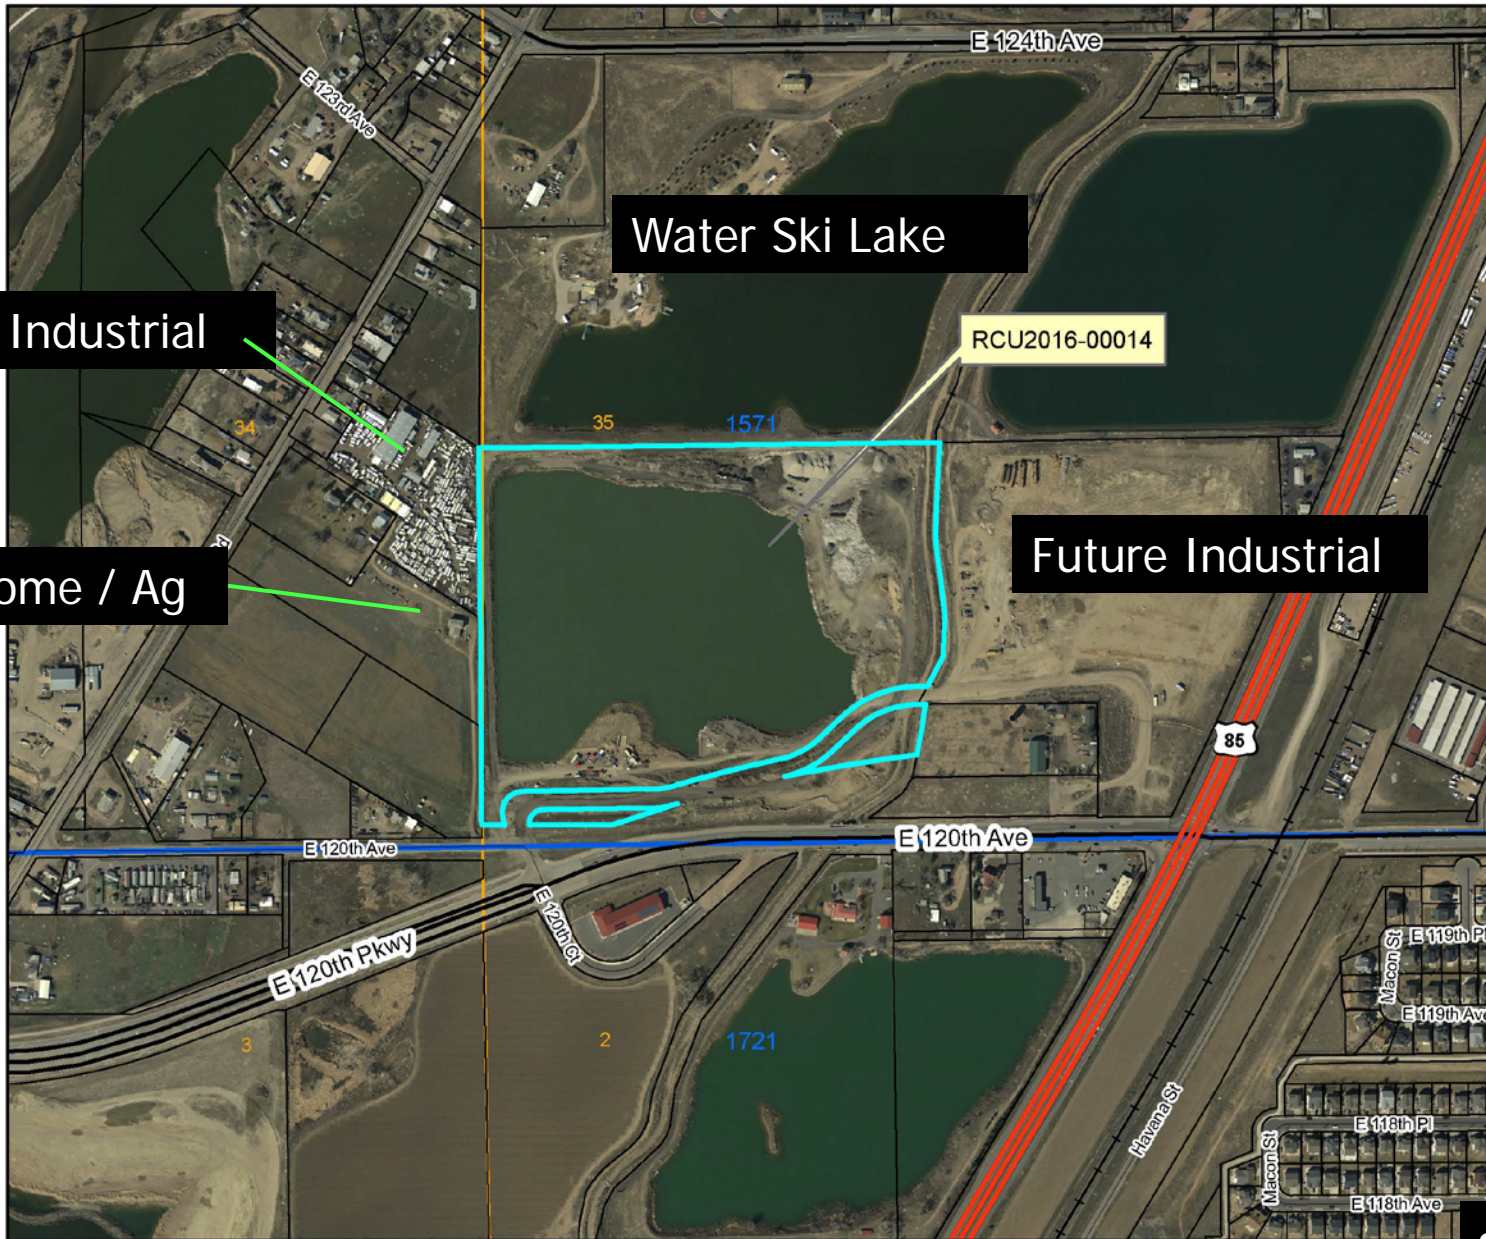 E 124th Ave
E 123rd Ave
Water Ski Lake
Industrial
RCU2016-00014
34
35
1571
Future Industrial
ome / Ag
85
E 120th Ave
E 120th Ave
E 120th Ct
E 120th Pkwy
Macon St
E 119th Pl
E 119th Ave
3
2
1721
Havana St
E 118th Pl
Macon St
E 118th Ave